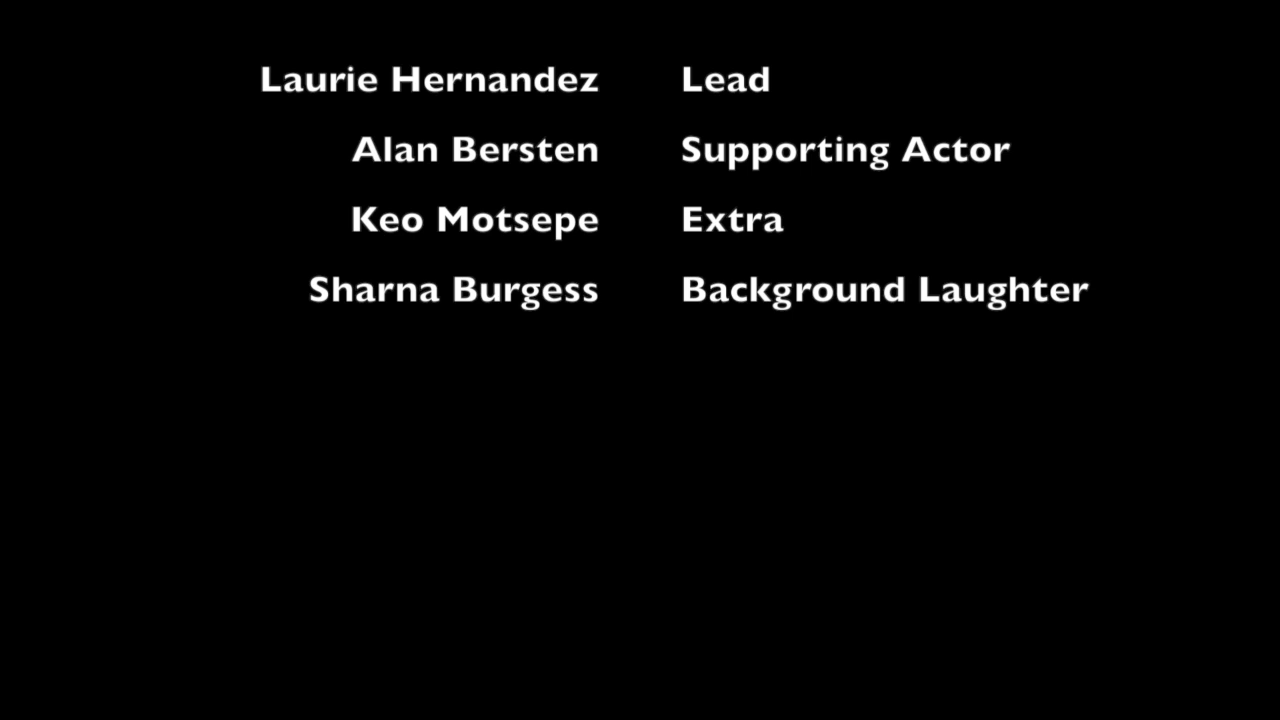 Laurie Hernandez Lead
Alan Bersten Supporting Actor
Keo Motsepe Extra
Sharna Burgess Background Laughter